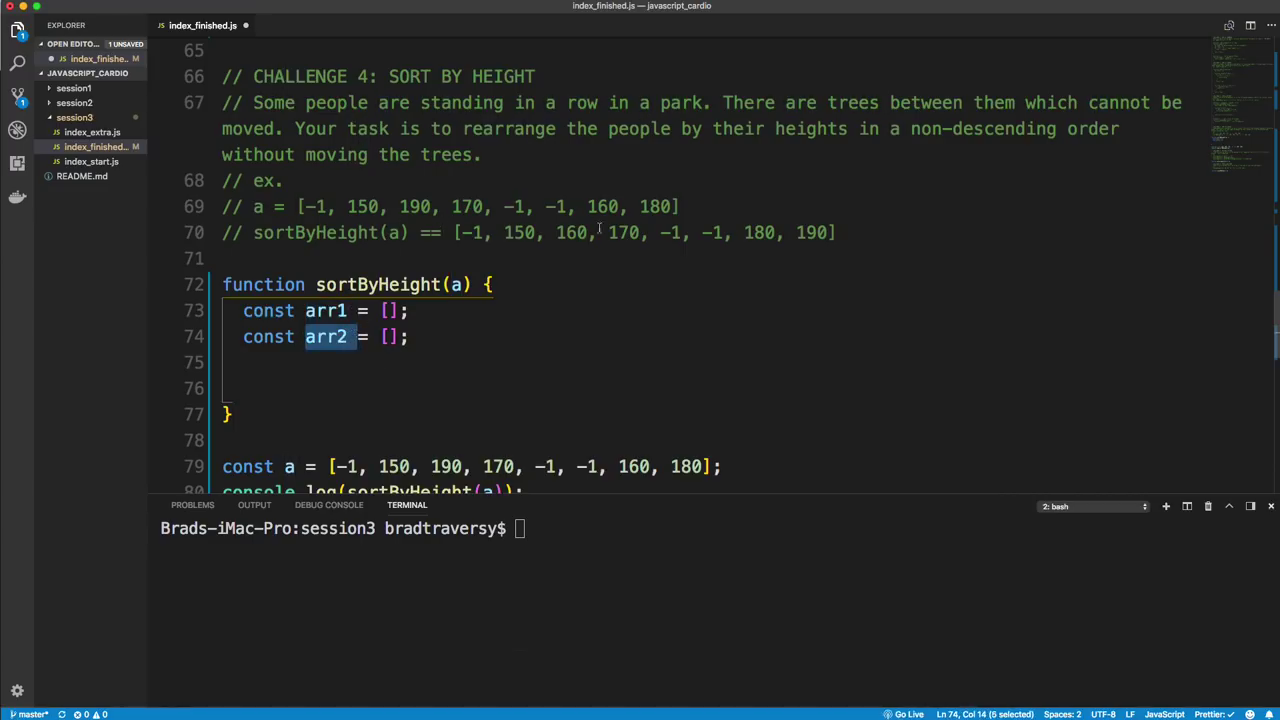 index_finished.js — javascript_cardio
EXPLORER
index_finished.js
OPEN EDITO... 1 UNSAVED
index_finishe... M
JAVASCRIPT_CARDIO
session1
session2
session3
index_extra.js
index_finished... M
index_start.js
README.md
65
66 // CHALLENGE 4: SORT BY HEIGHT
67 // Some people are standing in a row in a park. There are trees between them which cannot be
moved. Your task is to rearrange the people by their heights in a non-descending order
without moving the trees.
68 // ex.
69 // a = [-1, 150, 190, 170, -1, -1, 160, 180]
70 // sortByHeight(a) == [-1, 150, 160, 170, -1, -1, 180, 190]
71
72 function sortByHeight(a) {
73 const arr1 = [];
74 const arr2 = [];
75
76
77 }
78
79 const a = [-1, 150, 190, 170, -1, -1, 160, 180];
80 console.log(sortByHeight(a));
PROBLEMS OUTPUT DEBUG CONSOLE TERMINAL
2: bash
Brads-iMac-Pro:session3 bradtraversy$
1
1
master* 0 0
Go Live Ln 74, Col 14 (5 selected) Spaces: 2 UTF-8 LF JavaScript Prettier: ✓